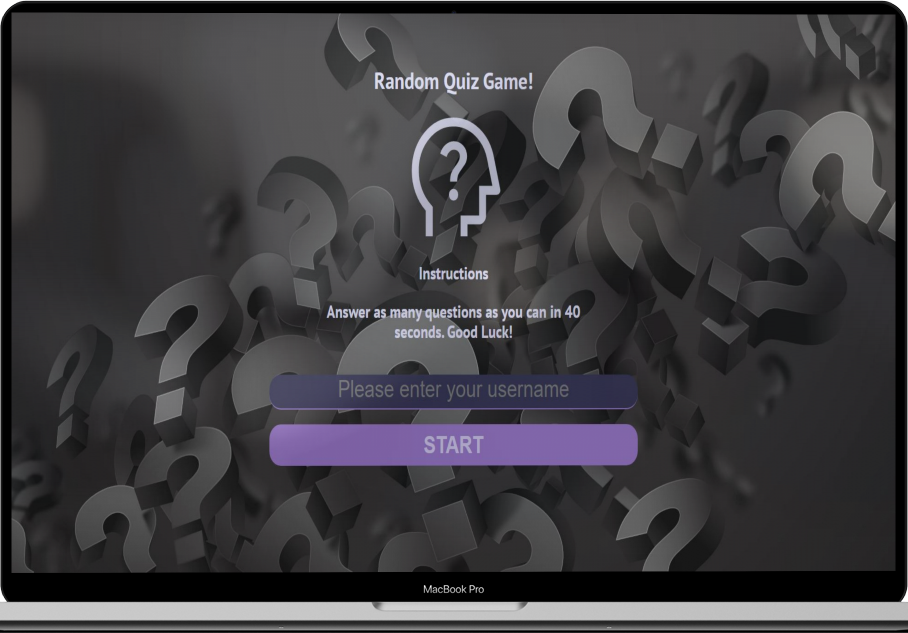 Random Quiz Game!
?
Instructions
Answer as many questions as you can in 40
seconds. Good Luck!
Please enter your username
START
MacBook Pro